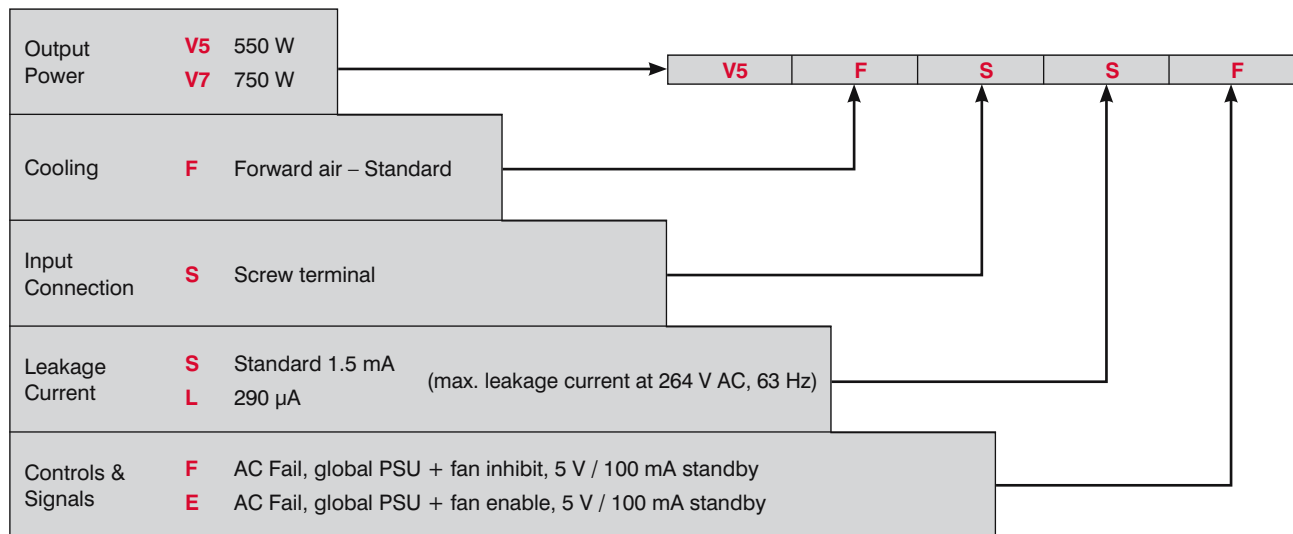 Output Power V5 550 W
V7 750 W
V5 F S S F
Cooling F Forward air – Standard
Input Connection S Screw terminal
Leakage Current S Standard 1.5 mA (max. leakage current at 264 V AC, 63 Hz)
L 290 µA
Controls & Signals F AC Fail, global PSU + fan inhibit, 5 V / 100 mA standby
E AC Fail, global PSU + fan enable, 5 V / 100 mA standby